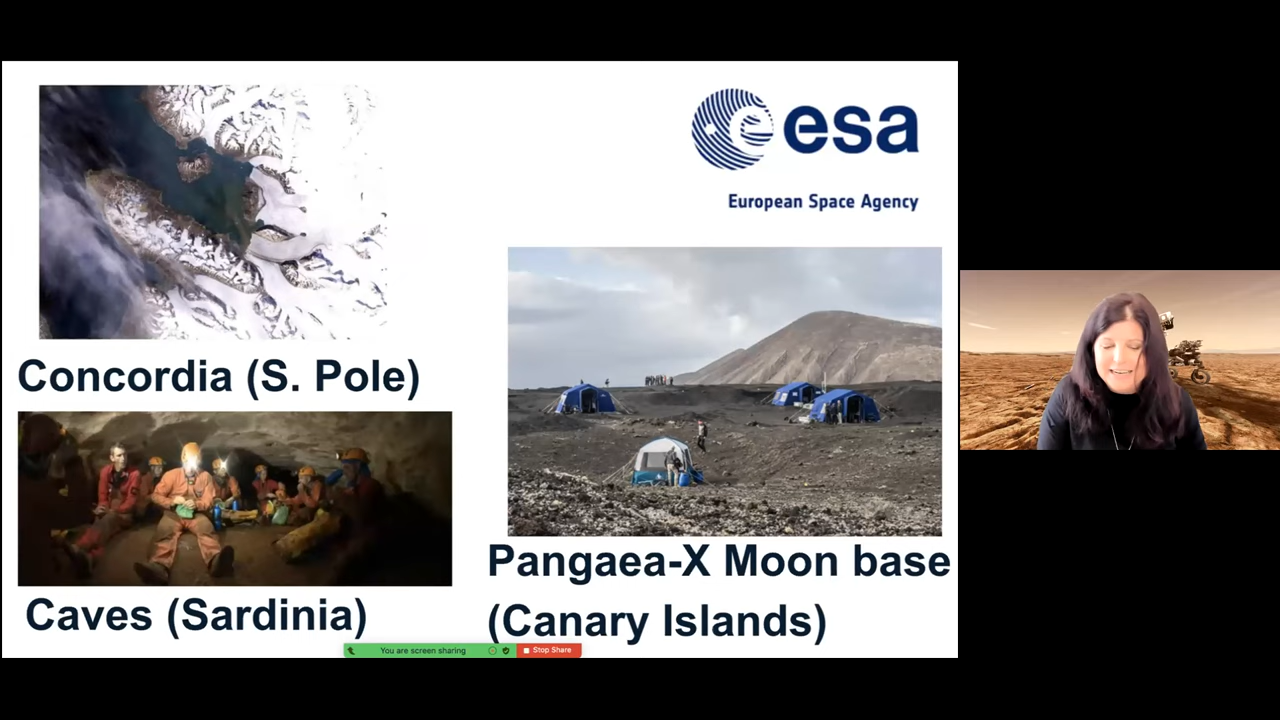 esa
European Space Agency
Concordia (S. Pole)
Caves (Sardinia)
Pangaea-X Moon base
(Canary Islands)
You are screen sharing
Stop Share